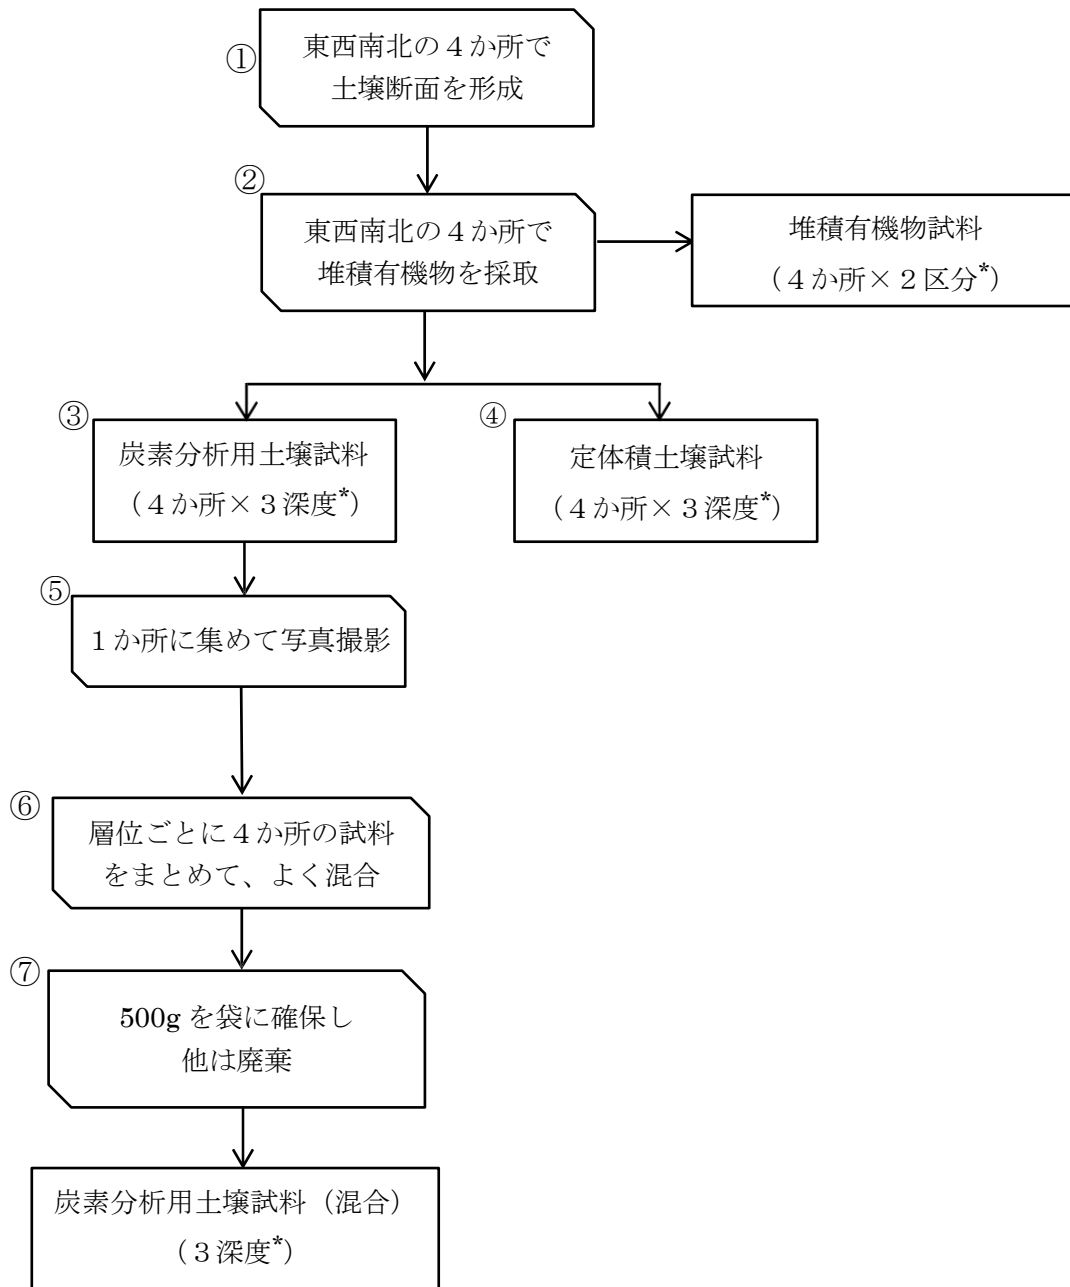 ①
東西南北の４か所で
土壌断面を形成
②
東西南北の４か所で
堆積有機物を採取
堆積有機物試料
（４か所×２区分*）
③
炭素分析用土壌試料
（４か所×３深度*）
④
定体積土壌試料
（４か所×３深度*）
⑤
１か所に集めて写真撮影
⑥
層位ごとに４か所の試料
をまとめて、よく混合
⑦
500g を袋に確保し
他は廃棄
炭素分析用土壌試料（混合）
（３深度*）